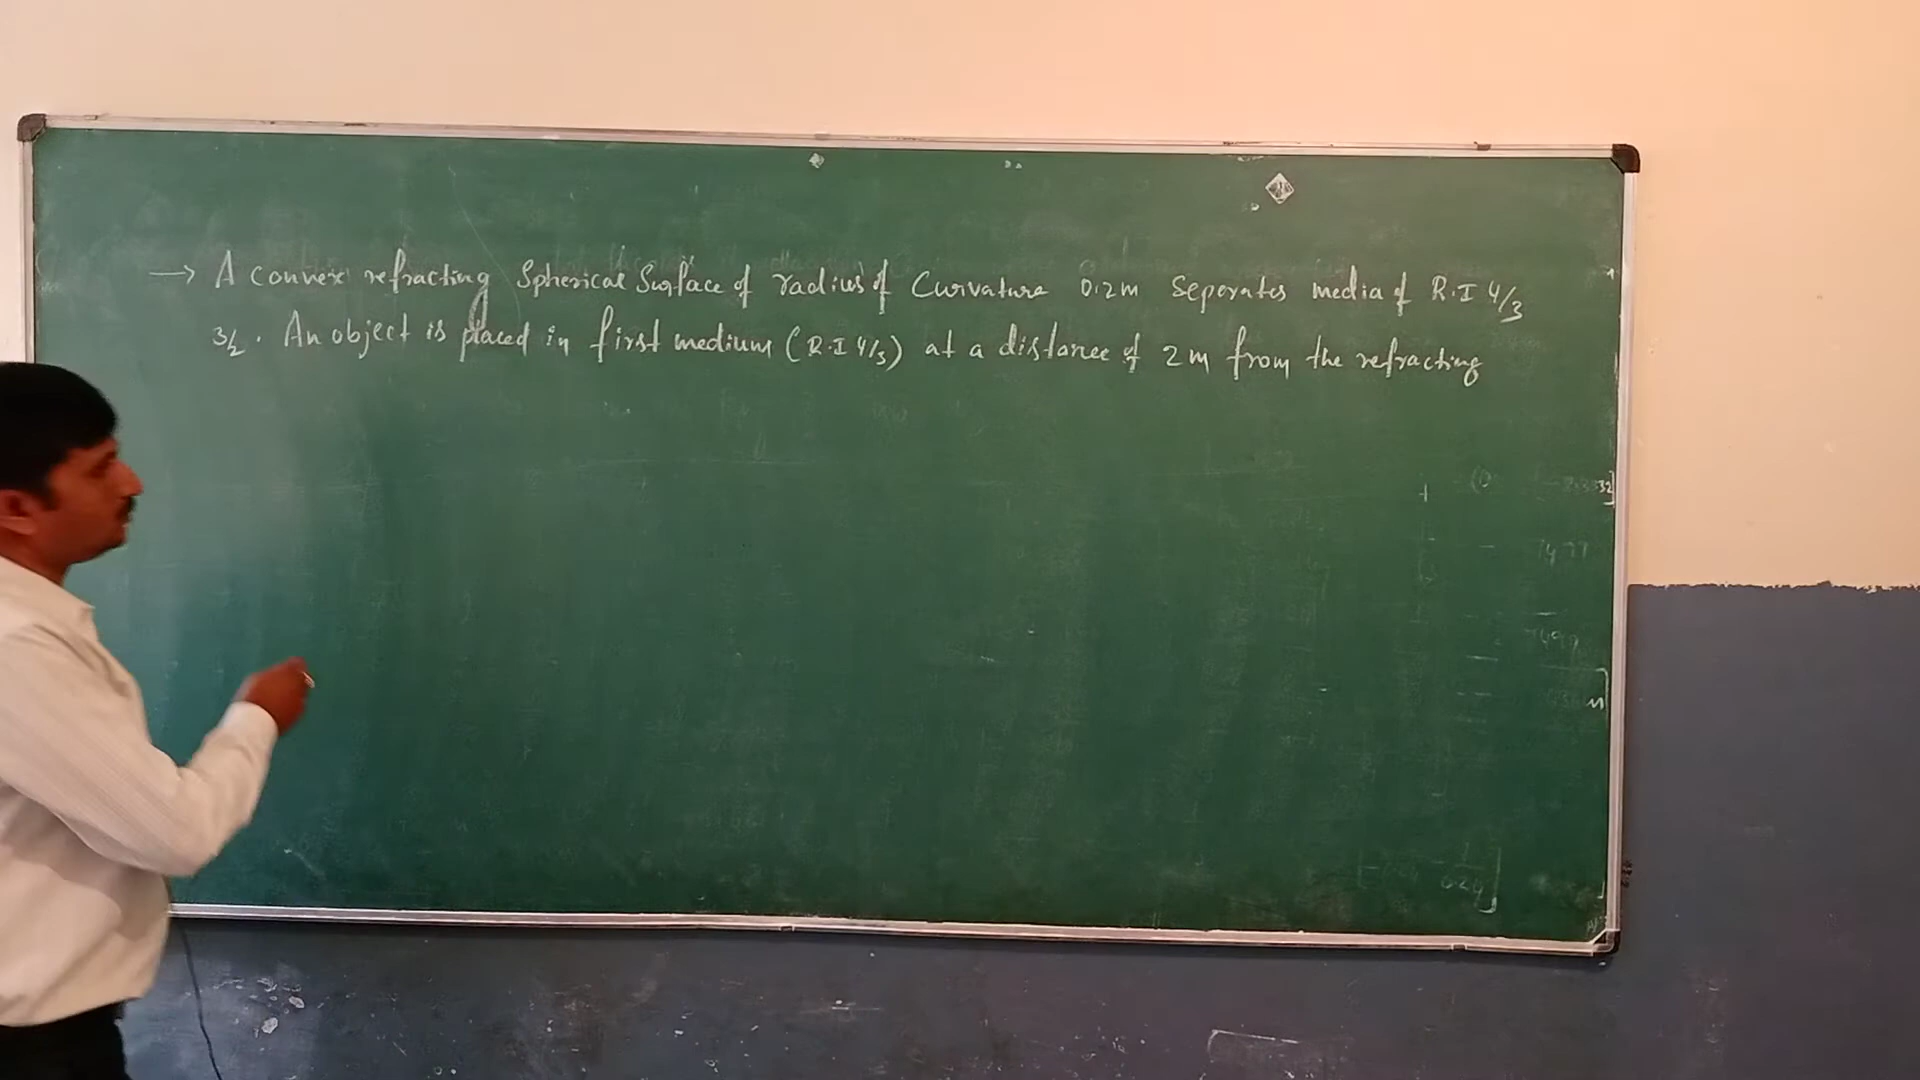 → A convex refracting Spherical Surface of radius of Curvature 0.2m Seperates media of R.I 4/3
3/2. An object is placed in first medium (R.I 4/3) at a distance of 2m from the refracting